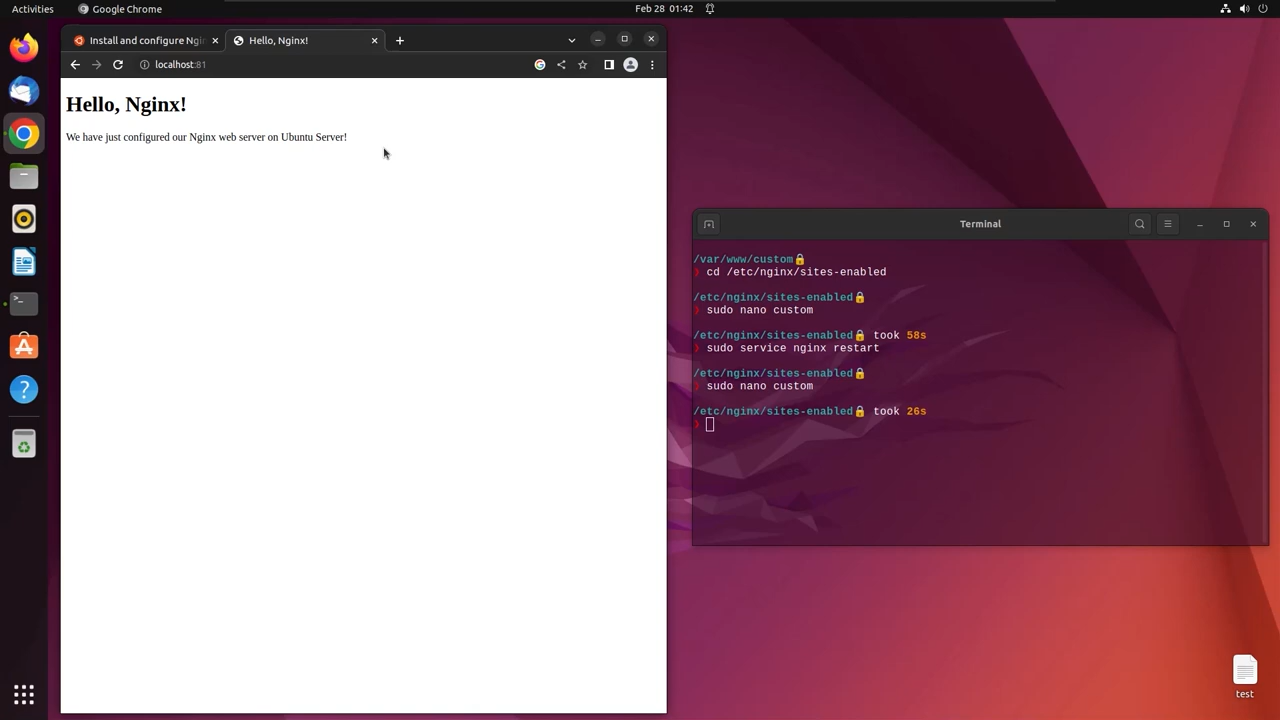 Activities
Google Chrome
Feb 28 01:42
Install and configure Ngi
Hello, Nginx!
localhost:81
Hello, Nginx!
We have just configured our Nginx web server on Ubuntu Server!
Terminal
/var/www/custom🔒
❯ cd /etc/nginx/sites-enabled
/etc/nginx/sites-enabled🔒
❯ sudo nano custom
/etc/nginx/sites-enabled🔒 took 58s
❯ sudo service nginx restart
/etc/nginx/sites-enabled🔒
❯ sudo nano custom
/etc/nginx/sites-enabled🔒 took 26s
❯
test